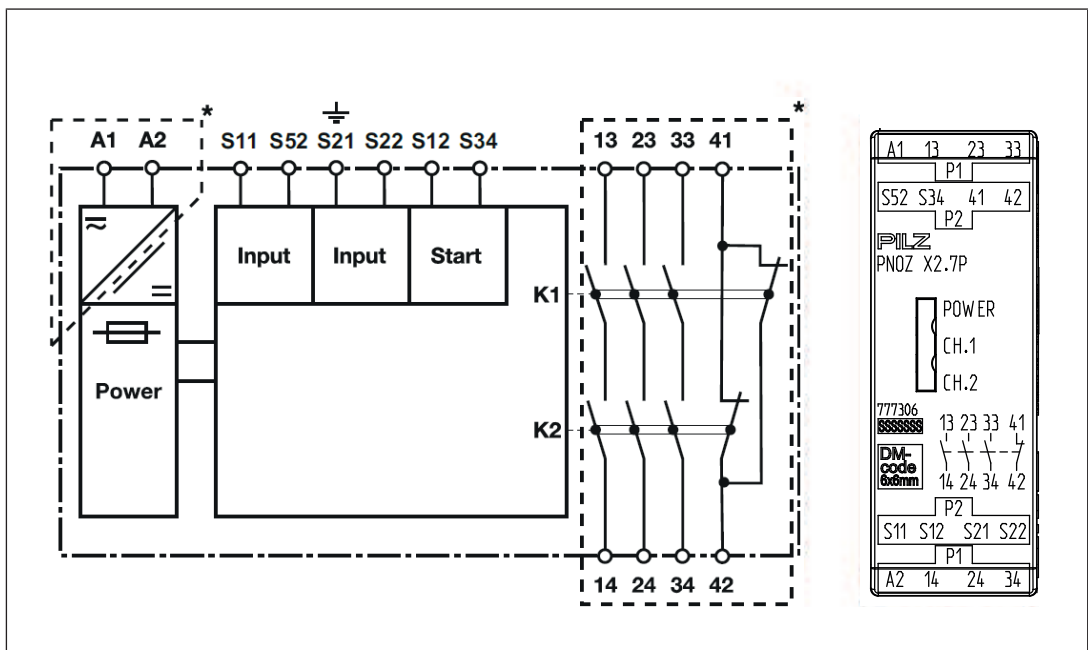 * *
A1 A2 S11 S52 S21 S22 S12 S34 13 23 33 41
Input Input Start
K1
Power
K2
14 24 34 42
A1 13 23 33
P1
S52 S34 41 42
P2
PILZ
PNOZ X2.7P
POWER
CH.1
CH.2
777306
SSSSSSS
13 23 33 41
DM-
code
6x6mm
14 24 34 42
P2
S11 S12 S21 S22
P1
A2 14 24 34